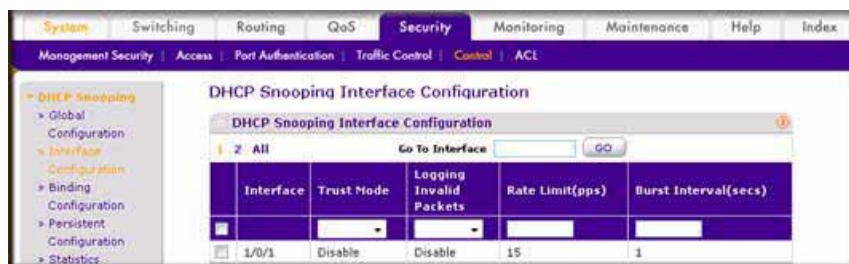 System Switching Routing QoS Security Monitoring Maintenance Help Index
Management Security | Access | Port Authentication | Traffic Control | Control | ACL
DHCP Snooping
» Global
Configuration
» Interface
Configuration
» Binding
Configuration
» Persistent
Configuration
» Statistics
DHCP Snooping Interface Configuration
DHCP Snooping Interface Configuration
1 2 All Go To Interface GO
Interface Trust Mode Logging Invalid Packets Rate Limit(pps) Burst Interval(secs)
1/0/1 Disable Disable 15 1